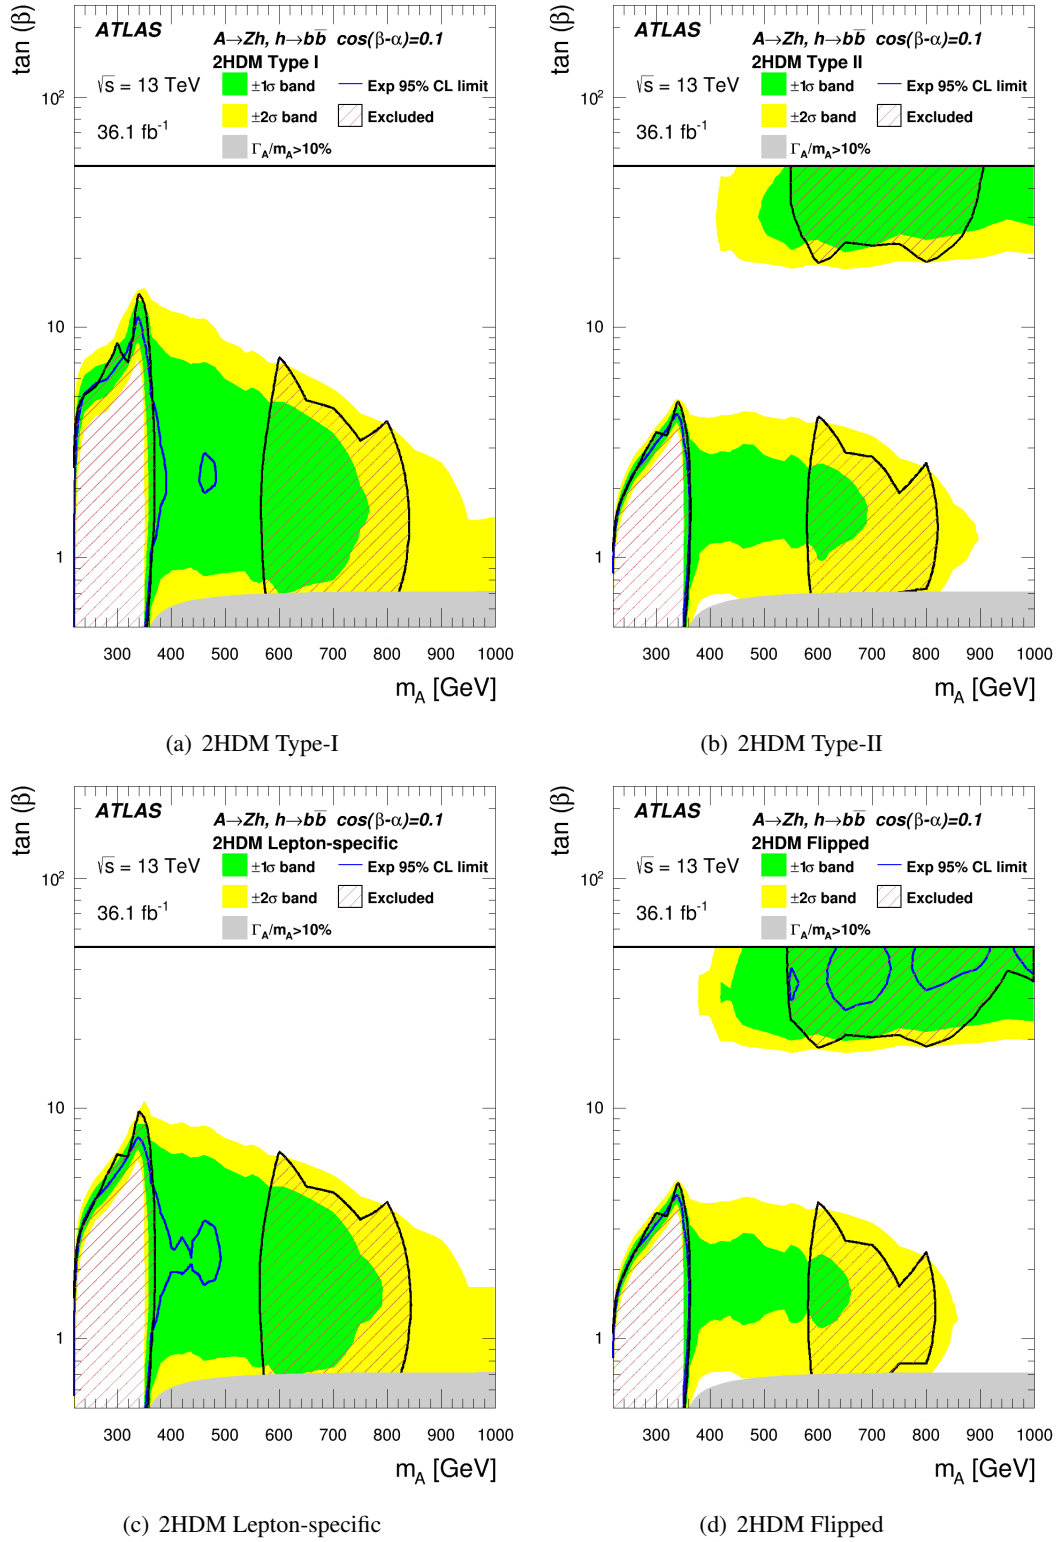 tan (β)
ATLAS
A→Zh, h→bb̅ cos(β-α)=0.1
2HDM Type I
√s = 13 TeV
±1σ band
Exp 95% CL limit
10²
±2σ band
Excluded
36.1 fb⁻¹
Γ_A/m_A>10%
10
1
300 400 500 600 700 800 900 1000
m_A [GeV]
(a) 2HDM Type-I
tan (β)
ATLAS
A→Zh, h→bb̅ cos(β-α)=0.1
2HDM Type II
√s = 13 TeV
±1σ band
Exp 95% CL limit
10²
±2σ band
Excluded
36.1 fb⁻¹
Γ_A/m_A>10%
10
1
300 400 500 600 700 800 900 1000
m_A [GeV]
(b) 2HDM Type-II
tan (β)
ATLAS
A→Zh, h→bb̅ cos(β-α)=0.1
2HDM Lepton-specific
√s = 13 TeV
±1σ band
Exp 95% CL limit
10²
±2σ band
Excluded
36.1 fb⁻¹
Γ_A/m_A>10%
10
1
300 400 500 600 700 800 900 1000
m_A [GeV]
(c) 2HDM Lepton-specific
tan (β)
ATLAS
A→Zh, h→bb̅ cos(β-α)=0.1
2HDM Flipped
√s = 13 TeV
±1σ band
Exp 95% CL limit
10²
±2σ band
Excluded
36.1 fb⁻¹
Γ_A/m_A>10%
10
1
300 400 500 600 700 800 900 1000
m_A [GeV]
(d) 2HDM Flipped